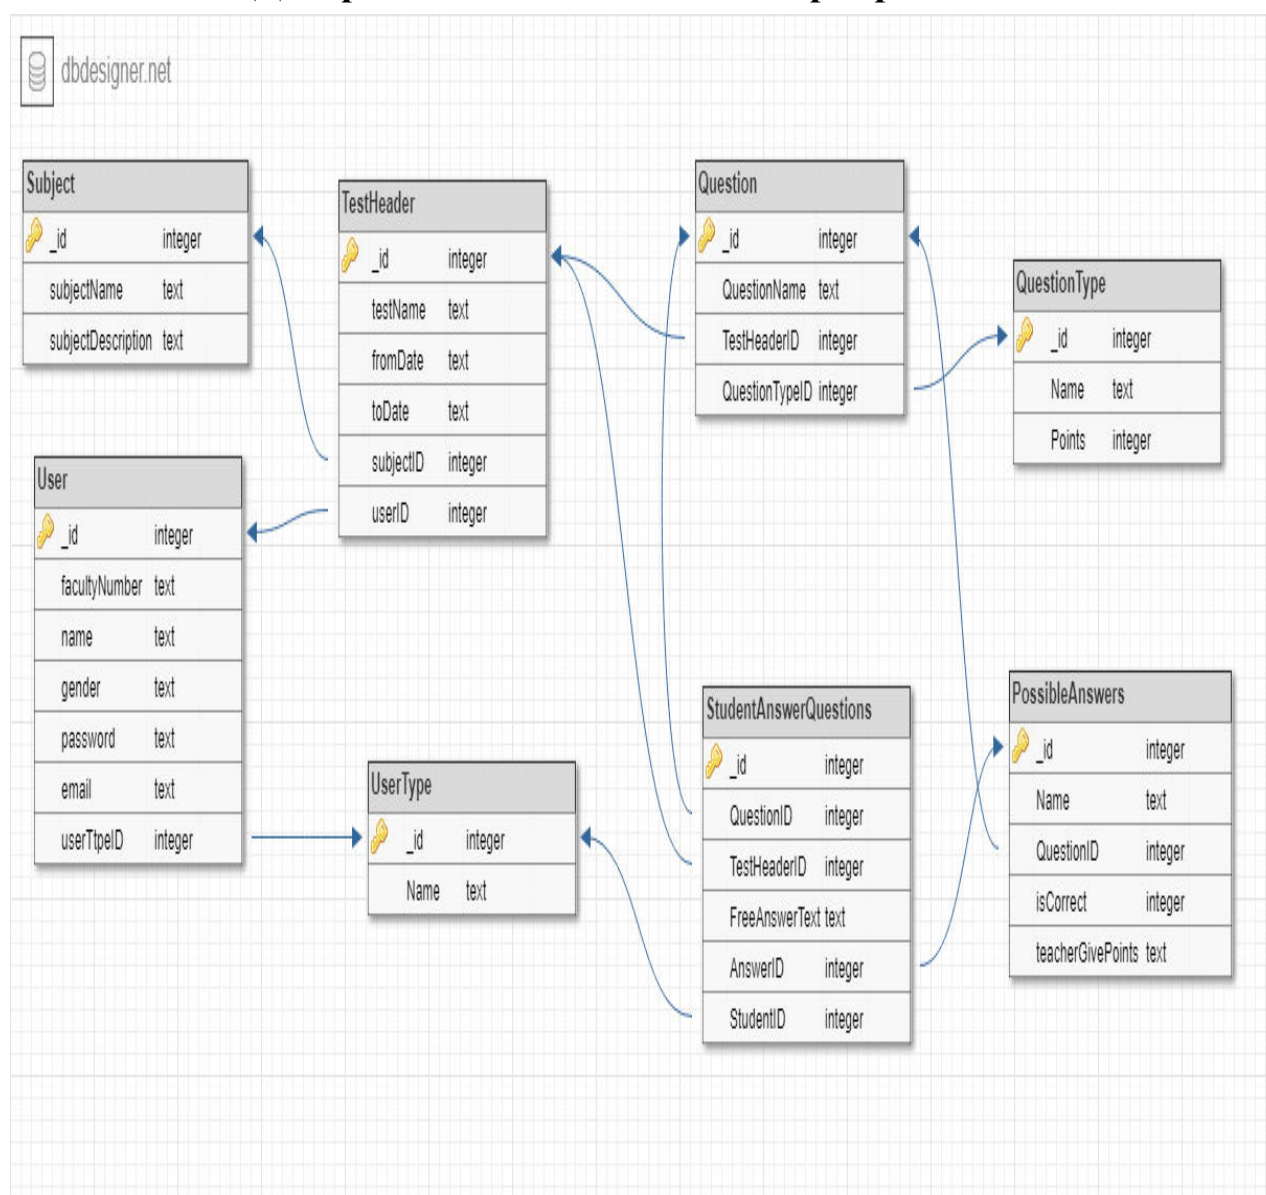 dbdesigner.net
Subject
_id integer
subjectName text
subjectDescription text
TestHeader
_id integer
testName text
fromDate text
toDate text
subjectID integer
userID integer
Question
_id integer
QuestionName text
TestHeaderID integer
QuestionTypeID integer
QuestionType
_id integer
Name text
Points integer
User
_id integer
facultyNumber text
name text
gender text
password text
email text
userTtpeID integer
UserType
_id integer
Name text
StudentAnswerQuestions
_id integer
QuestionID integer
TestHeaderID integer
FreeAnswerText text
AnswerID integer
StudentID integer
PossibleAnswers
_id integer
Name text
QuestionID integer
isCorrect integer
teacherGivePoints text